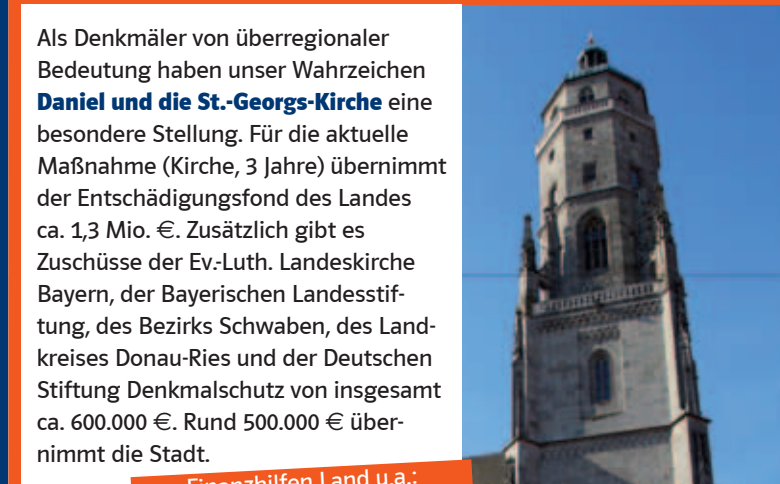 Als Denkmäler von überregionaler
Bedeutung haben unser Wahrzeichen
Daniel und die St.-Georgs-Kirche eine
besondere Stellung. Für die aktuelle
Maßnahme (Kirche, 3 Jahre) übernimmt
der Entschädigungsfond des Landes
ca. 1,3 Mio. €. Zusätzlich gibt es
Zuschüsse der Ev.-Luth. Landeskirche
Bayern, der Bayerischen Landesstif-
tung, des Bezirks Schwaben, des Land-
kreises Donau-Ries und der Deutschen
Stiftung Denkmalschutz von insgesamt
ca. 600.000 €. Rund 500.000 € über-
nimmt die Stadt.
Finanzhilfen Land u.a.: